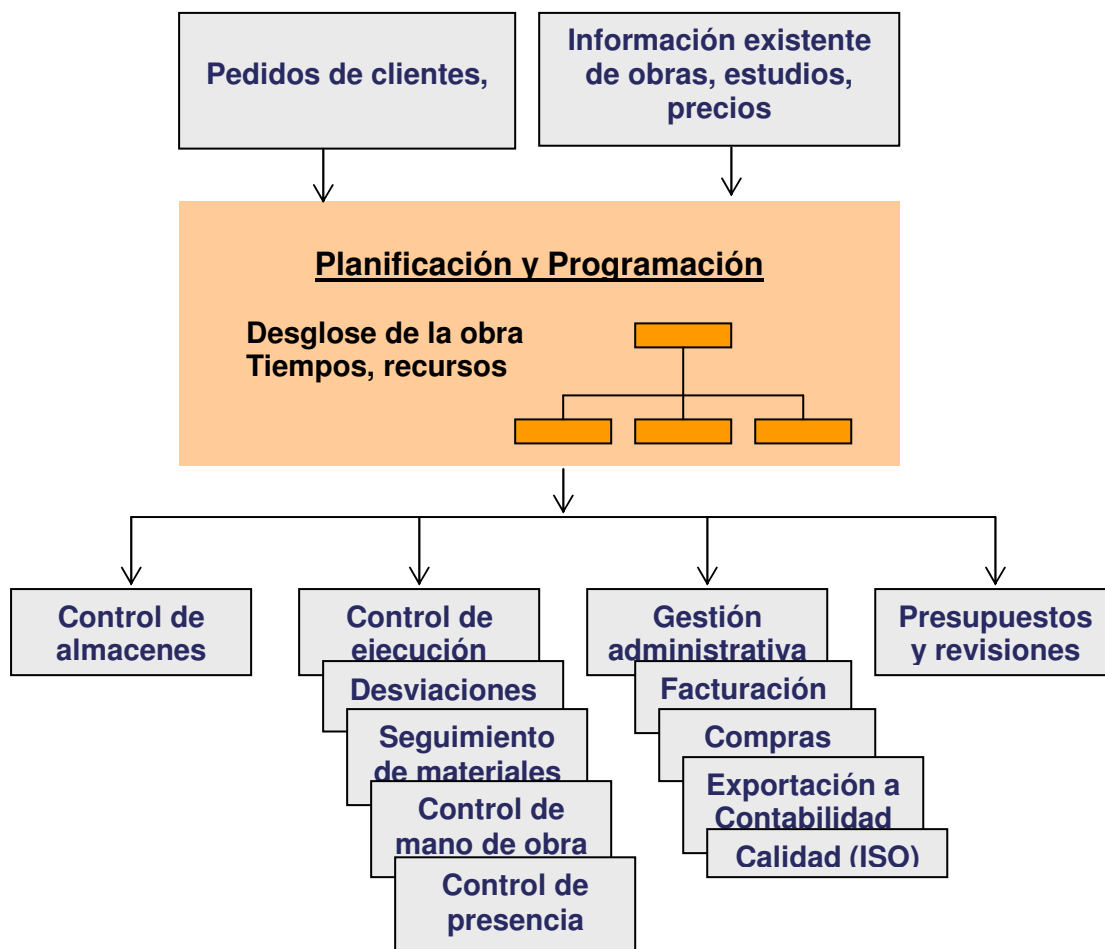 Pedidos de clientes,
Información existente
de obras, estudios,
precios
Planificación y Programación
Desglose de la obra
Tiempos, recursos
Control de
almacenes
Control de
ejecución
Desviaciones
Seguimiento
de materiales
Control de
mano de obra
Control de
presencia
Gestión
administrativa
Facturación
Compras
Exportación a
Contabilidad
Calidad (ISO)
Presupuestos
y revisiones